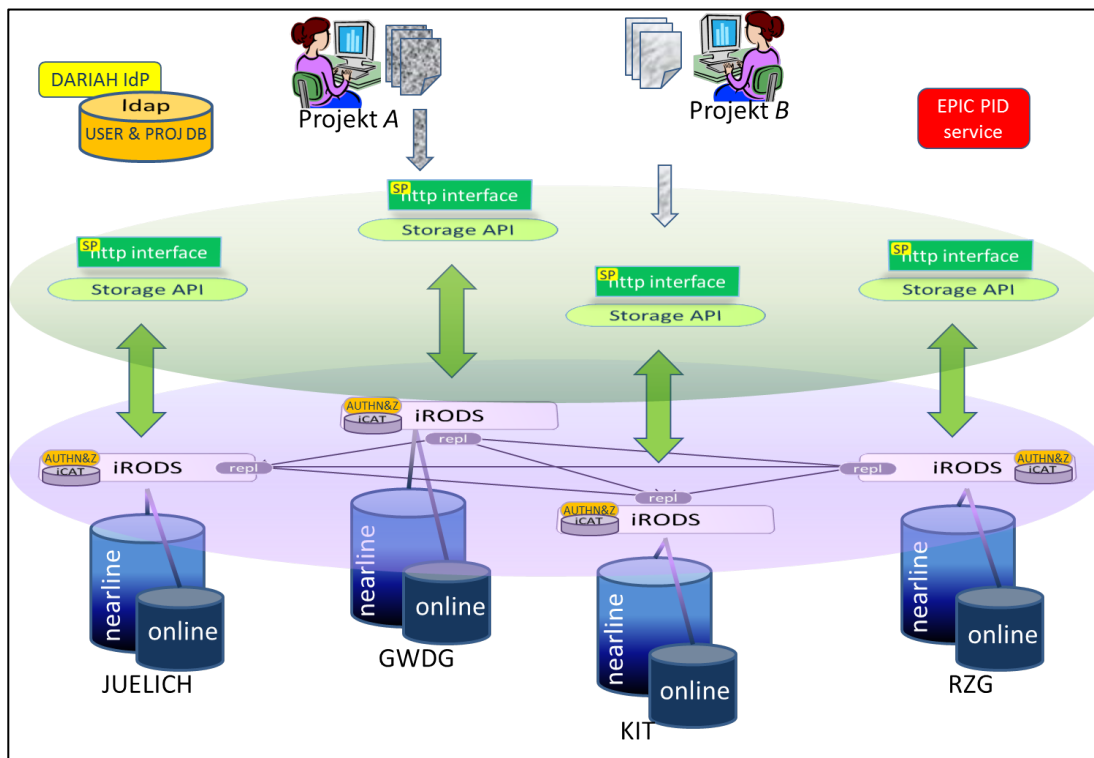 DARIAH IdP
ldap
USER & PROJ DB
Projekt A
Projekt B
EPIC PID
service
SP
http interface
Storage API
SP
http interface
Storage API
SP
http interface
Storage API
SP
http interface
Storage API
AUTHN&Z
iCAT
iRODS
repl
AUTHN&Z
iCAT
iRODS
repl
repl
iRODS
AUTHN&Z
iCAT
repl
AUTHN&Z
iCAT
iRODS
nearline
online
JUELICH
nearline
online
GWDG
nearline
online
KIT
nearline
online
RZG